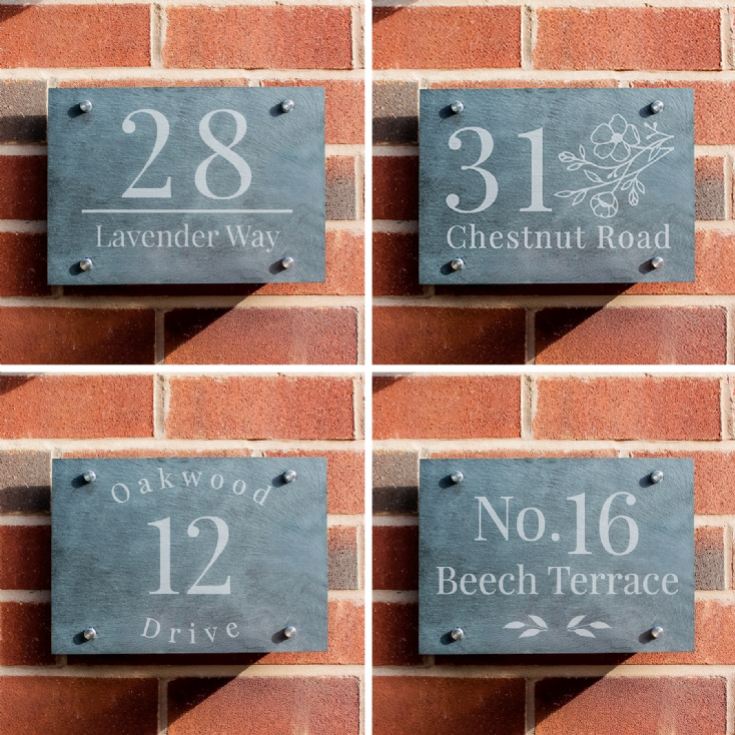 28
Lavender Way
31
Chestnut Road
Oakwood
12
Drive
No.16
Beech Terrace